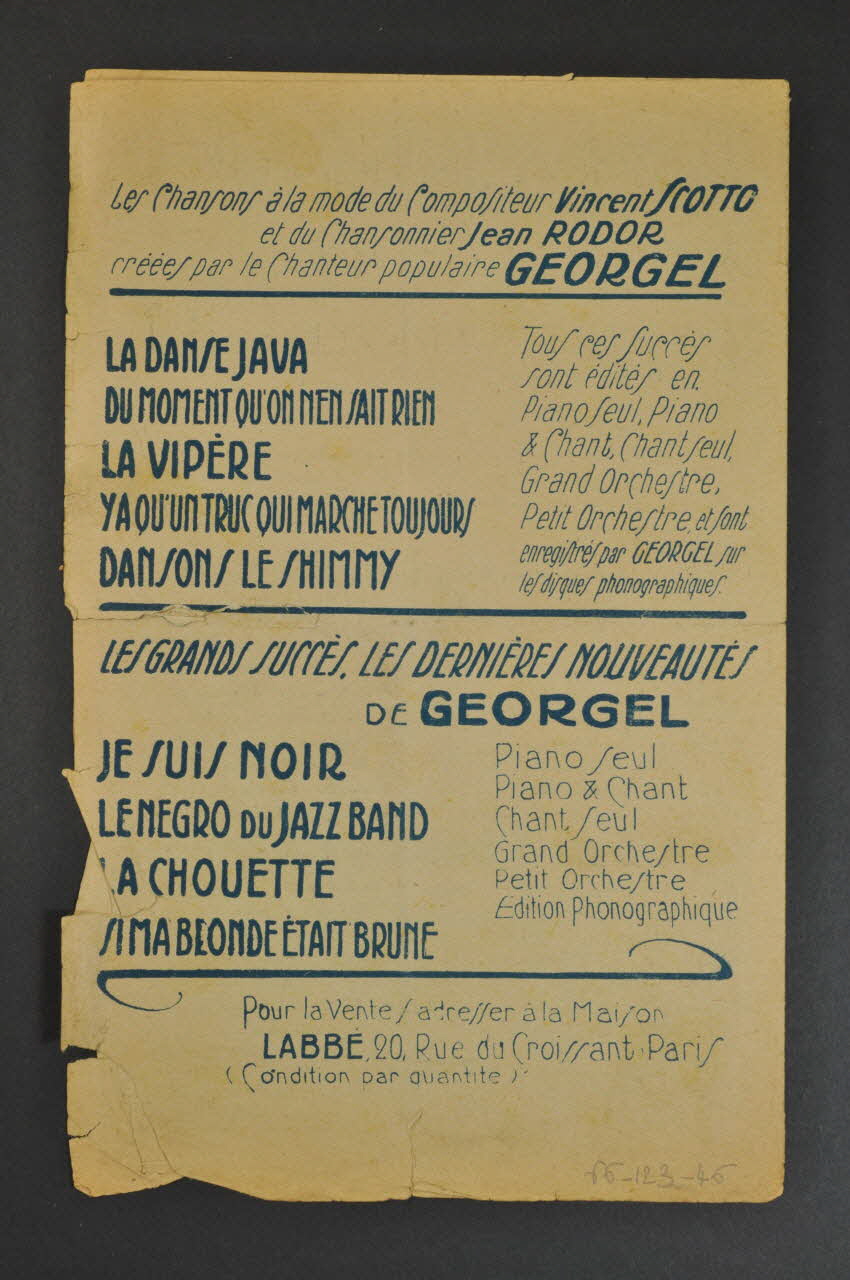 Les Chansons à la mode du Compositeur Vincent SCOTTO
et du Chansonnier Jean RODOR
créées par le Chanteur populaire GEORGEL
LA DANSE JAVA
DU MOMENT QU'ON N'EN SAIT RIEN
LA VIPÈRE
Y A QU'UN TRUC QUI MARCHE TOUJOURS
DANSONS LE SHIMMY
Tous ces succès
sont édités en
Piano seul, Piano
& Chant, Chant seul,
Grand Orchestre,
Petit Orchestre, et sont
enregistrés par GEORGEL sur
les disques phonographiques.
LES GRANDS SUCCÈS, LES DERNIÈRES NOUVEAUTÉS
DE GEORGEL
JE SUIS NOIR
LE NEGRO DU JAZZ BAND
LA CHOUETTE
SI MA BLONDE ÉTAIT BRUNE
Piano seul
Piano & Chant
Chant seul
Grand Orchestre
Petit Orchestre
Edition Phonographique
Pour la Vente s'adresser à la Maison
LABBÉ, 20, Rue du Croissant, Paris
(Condition par quantité)
66-123-46